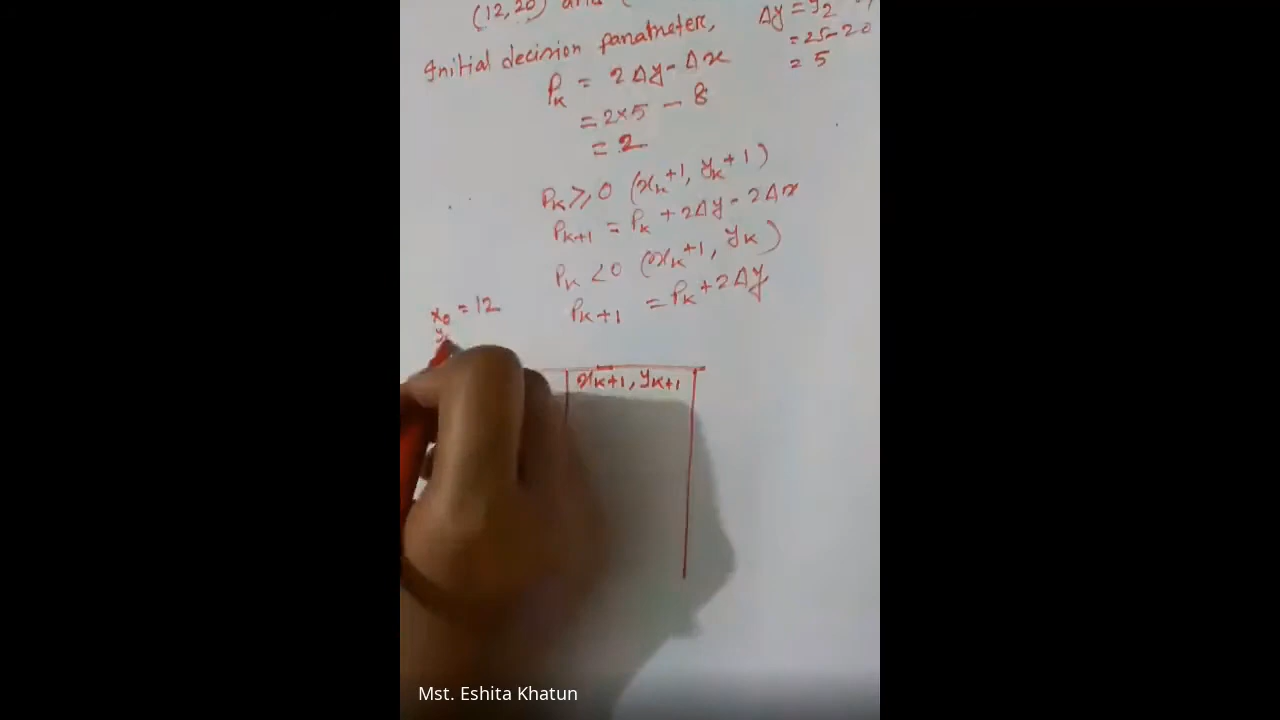 (12,20) and (
Δy = y₂
= 25-20
= 5
Initial decision panatneterc,
Pₖ = 2Δy-Δx
= 2×5 - 8
= 2
Pₖ≥0 (xₖ+1, yₖ+1)
Pₖ₊₁ = Pₖ+2Δy-2Δx
Pₖ<0 (xₖ+1, yₖ)
Pₖ₊₁ = Pₖ+2Δy
x₀ = 12
xₖ₊₁, yₖ₊₁
Mst. Eshita Khatun